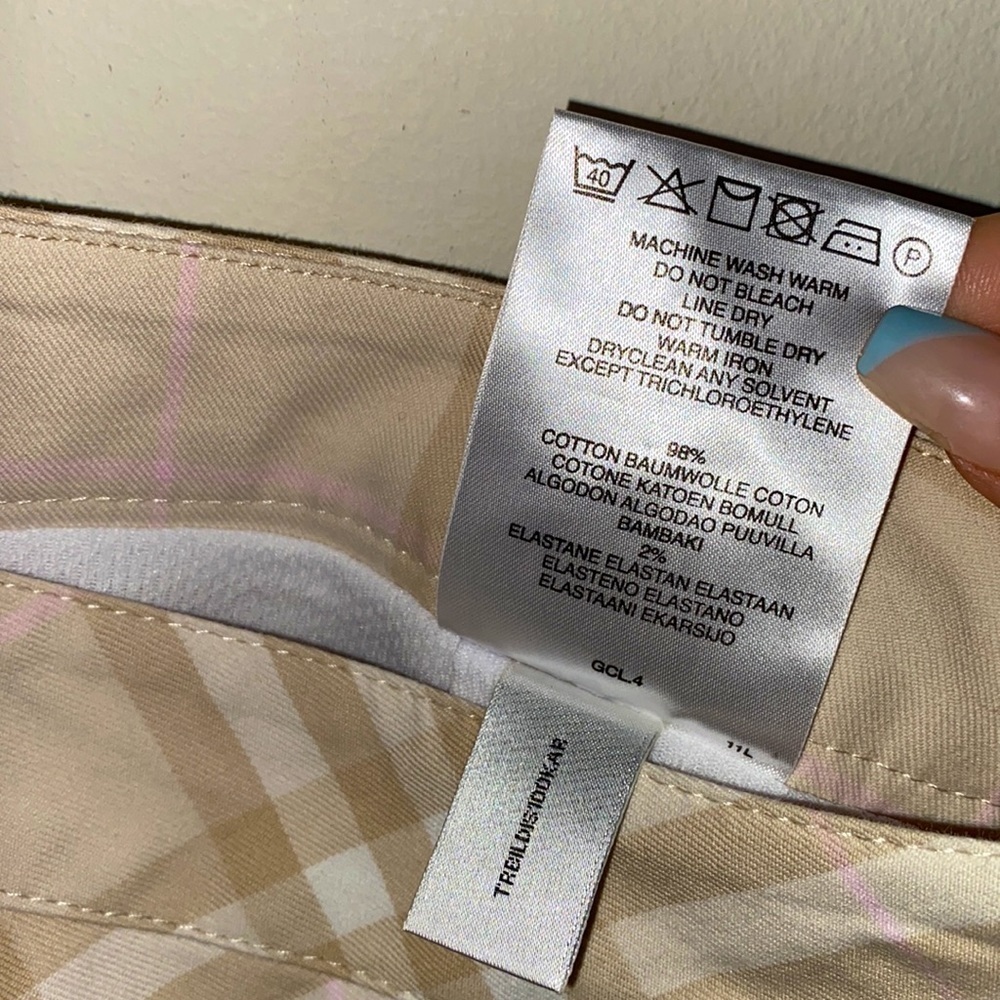 40
P
MACHINE WASH WARM
DO NOT BLEACH
LINE DRY
DO NOT TUMBLE DRY
WARM IRON
DRYCLEAN ANY SOLVENT
EXCEPT TRICHLOROETHYLENE
98%
COTTON BAUMWOLLE COTON
COTONE KATOEN BOMULL
ALGODON ALGODAO PUUVILLA
BAMBAKI
2%
ELASTANE ELASTAN ELASTAAN
ELASTENO ELASTANO
ELASTAANI EKARSIJO
GCL.4